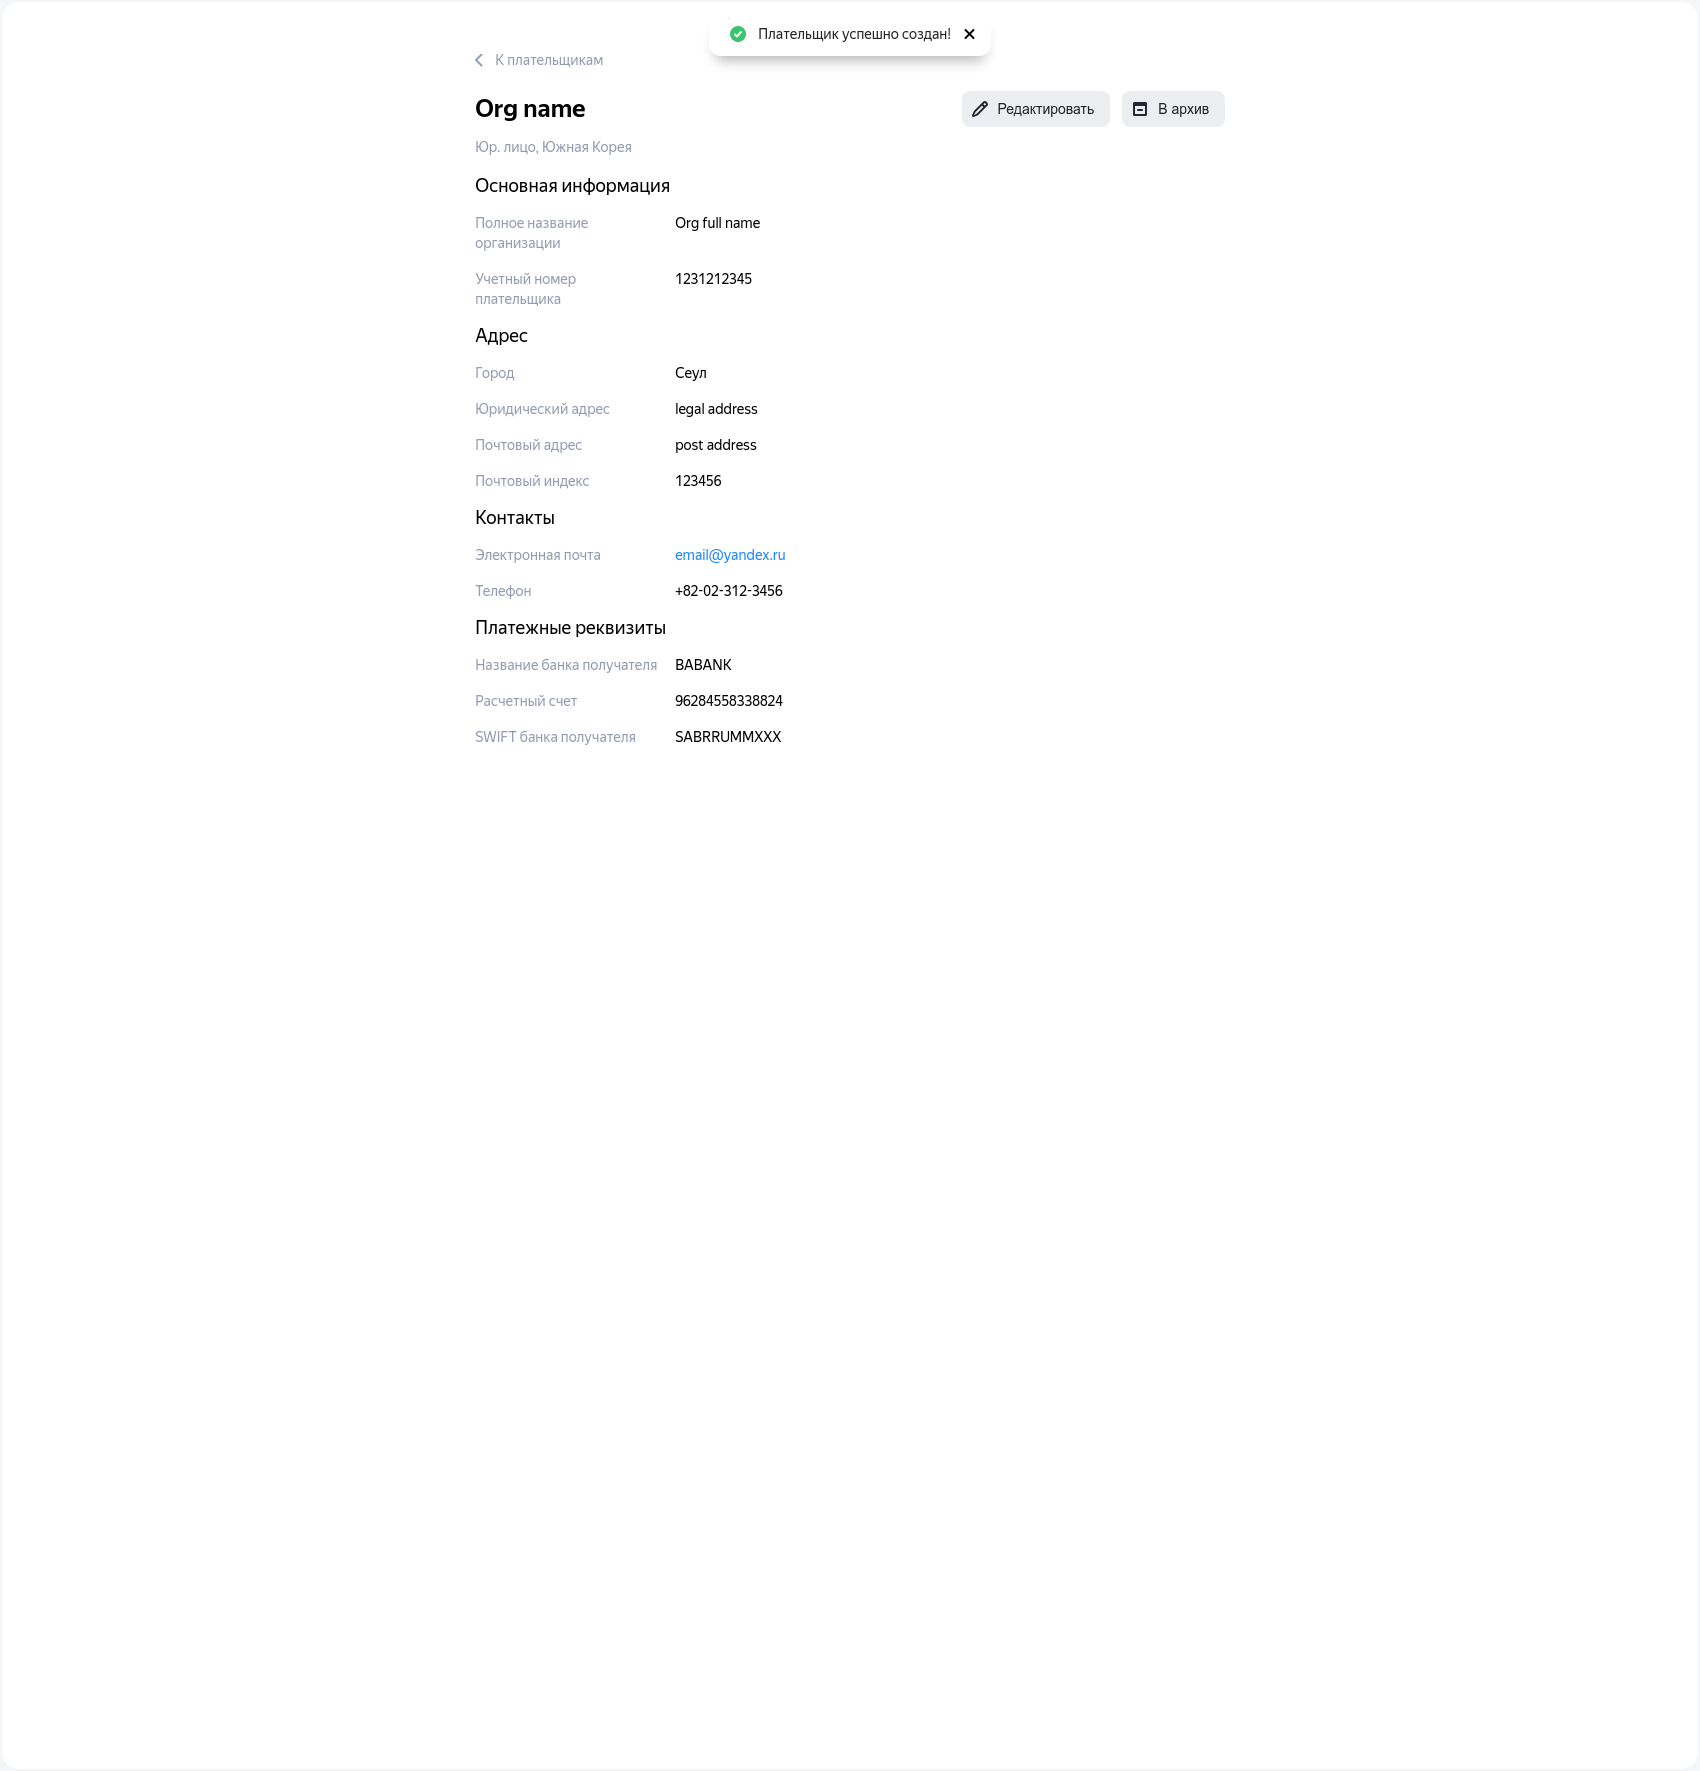 Плательщик успешно создан!
К плательщикам
Org name
Редактировать
В архив
Юр. лицо, Южная Корея
Основная информация
Полное название
организации
Org full name
Учетный номер
плательщика
1231212345
Адрес
Город
Сеул
Юридический адрес
legal address
Почтовый адрес
post address
Почтовый индекс
123456
Контакты
Электронная почта
email@yandex.ru
Телефон
+82-02-312-3456
Платежные реквизиты
Название банка получателя
BABANK
Расчетный счет
96284558338824
SWIFT банка получателя
SABRRUMMXXX